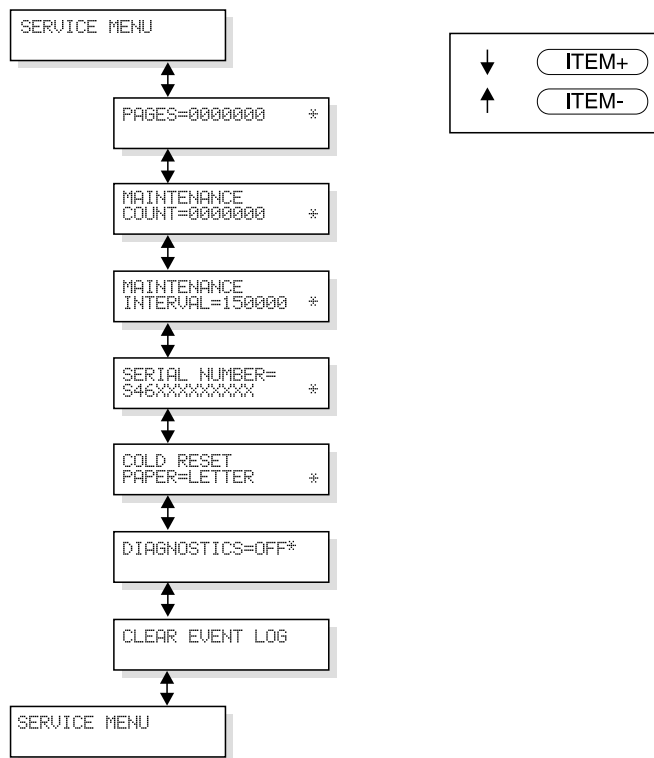 SERVICE MENU
ITEM+
ITEM-
PAGES=0000000 *
MAINTENANCE
COUNT=0000000 *
MAINTENANCE
INTERVAL=150000 *
SERIAL NUMBER=
S46XXXXXXXXX *
COLD RESET
PAPER=LETTER *
DIAGNOSTICS=OFF*
CLEAR EVENT LOG
SERVICE MENU